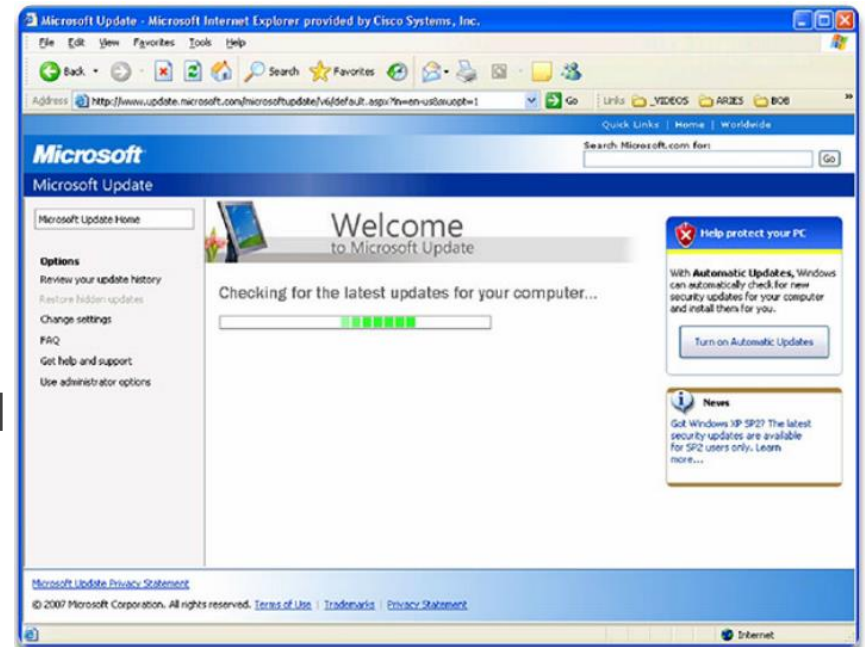 Microsoft Update - Microsoft Internet Explorer provided by Cisco Systems, Inc.
File Edit View Favorites Tools Help
Back Search Favorites
Address http://www.update.microsoft.com/microsoftupdate/v6/default.aspx?ln=en-us&muopt=1 Go Links _VIDEOS ARIES BOB »
Quick Links | Home | Worldwide
Microsoft
Search Microsoft.com for:
Go
Microsoft Update
Microsoft Update Home
Options
Review your update history
Restore hidden updates
Change settings
FAQ
Get help and support
Use administrator options
Welcome
to Microsoft Update
Checking for the latest updates for your computer...
Help protect your PC
With Automatic Updates, Windows
can automatically check for new
security updates for your computer
and install them for you.
Turn on Automatic Updates
News
Got Windows XP SP2? The latest
security updates are available
for SP2 users only. Learn
more...
Microsoft Update Privacy Statement
© 2007 Microsoft Corporation. All rights reserved. Terms of Use | Trademarks | Privacy Statement
Internet